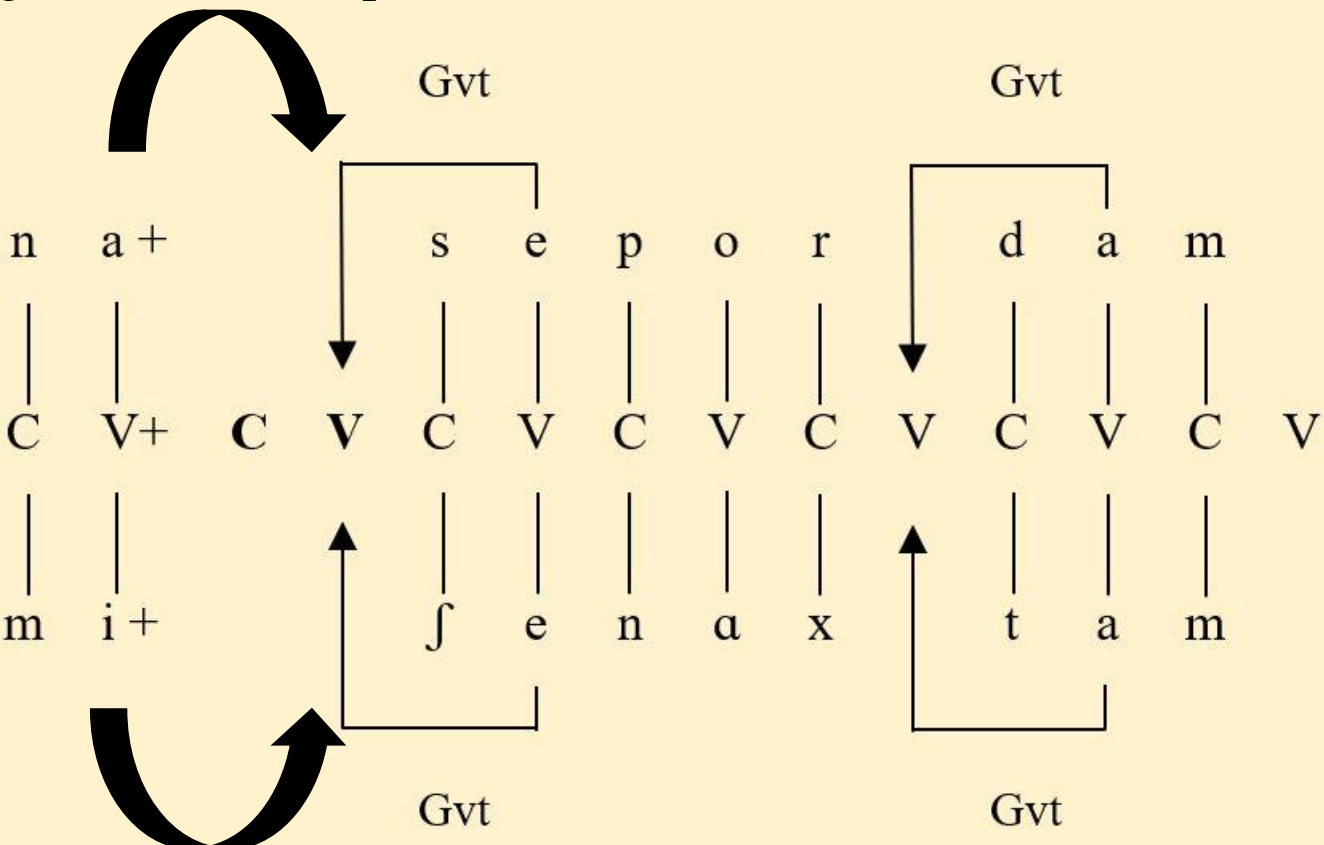 Gvt Gvt
n a + s e p o r d a m
C V+ C V C V C V C V C V C V
m i + ʃ e n ɑ x t a m
Gvt Gvt